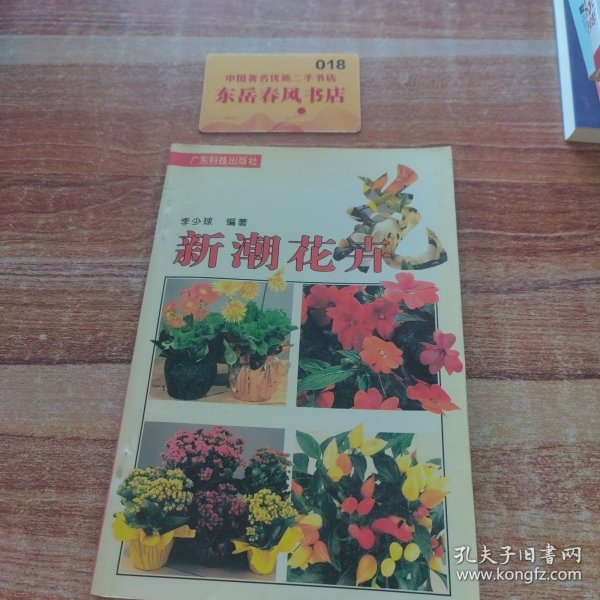 018
中国著名优质二手书店
东岳春风书店
广东科技出版社
李少球 编著
新潮花卉
花
孔夫子旧书网
www.kongfz.com